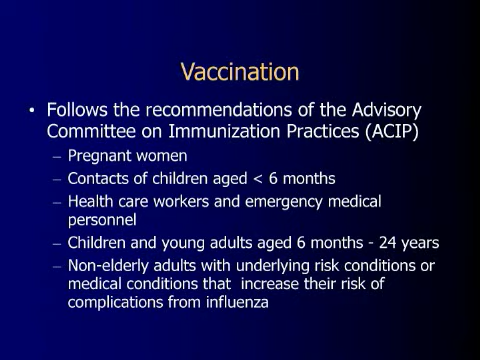 Vaccination
• Follows the recommendations of the Advisory
Committee on Immunization Practices (ACIP)
– Pregnant women
– Contacts of children aged < 6 months
– Health care workers and emergency medical
personnel
– Children and young adults aged 6 months - 24 years
– Non-elderly adults with underlying risk conditions or
medical conditions that  increase their risk of
complications from influenza